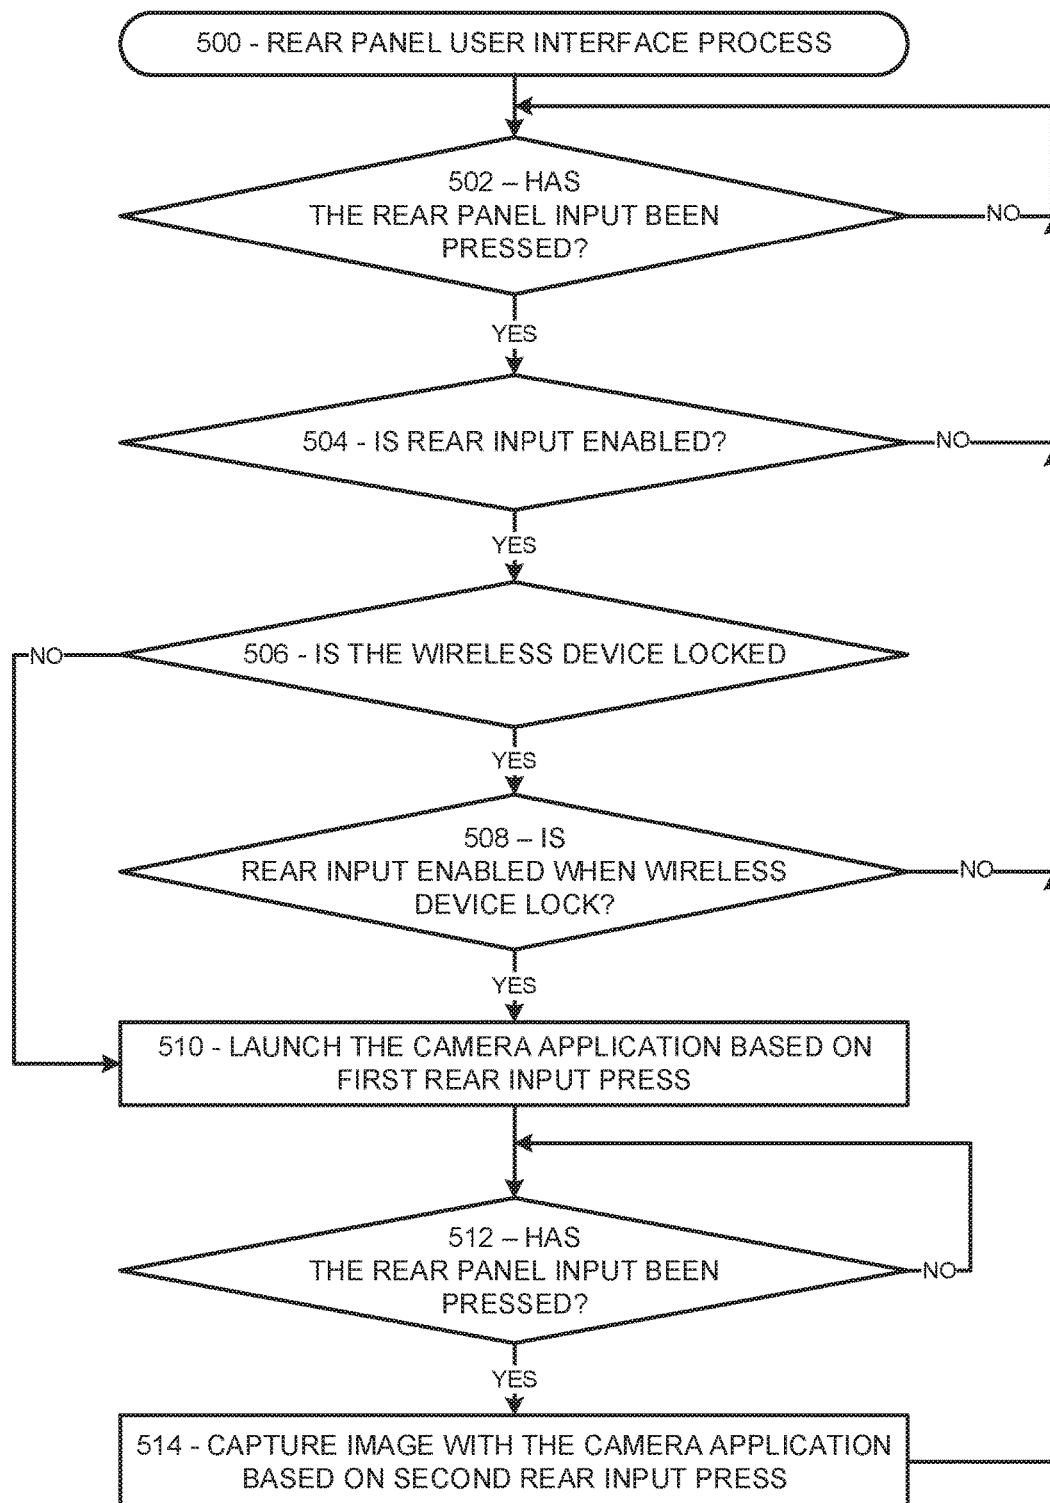 500 - REAR PANEL USER INTERFACE PROCESS
502 – HAS
THE REAR PANEL INPUT BEEN
PRESSED?
NO
YES
504 - IS REAR INPUT ENABLED?
NO
YES
506 - IS THE WIRELESS DEVICE LOCKED
NO
YES
508 – IS
REAR INPUT ENABLED WHEN WIRELESS
DEVICE LOCK?
NO
YES
510 - LAUNCH THE CAMERA APPLICATION BASED ON
FIRST REAR INPUT PRESS
512 – HAS
THE REAR PANEL INPUT BEEN
PRESSED?
NO
YES
514 - CAPTURE IMAGE WITH THE CAMERA APPLICATION
BASED ON SECOND REAR INPUT PRESS